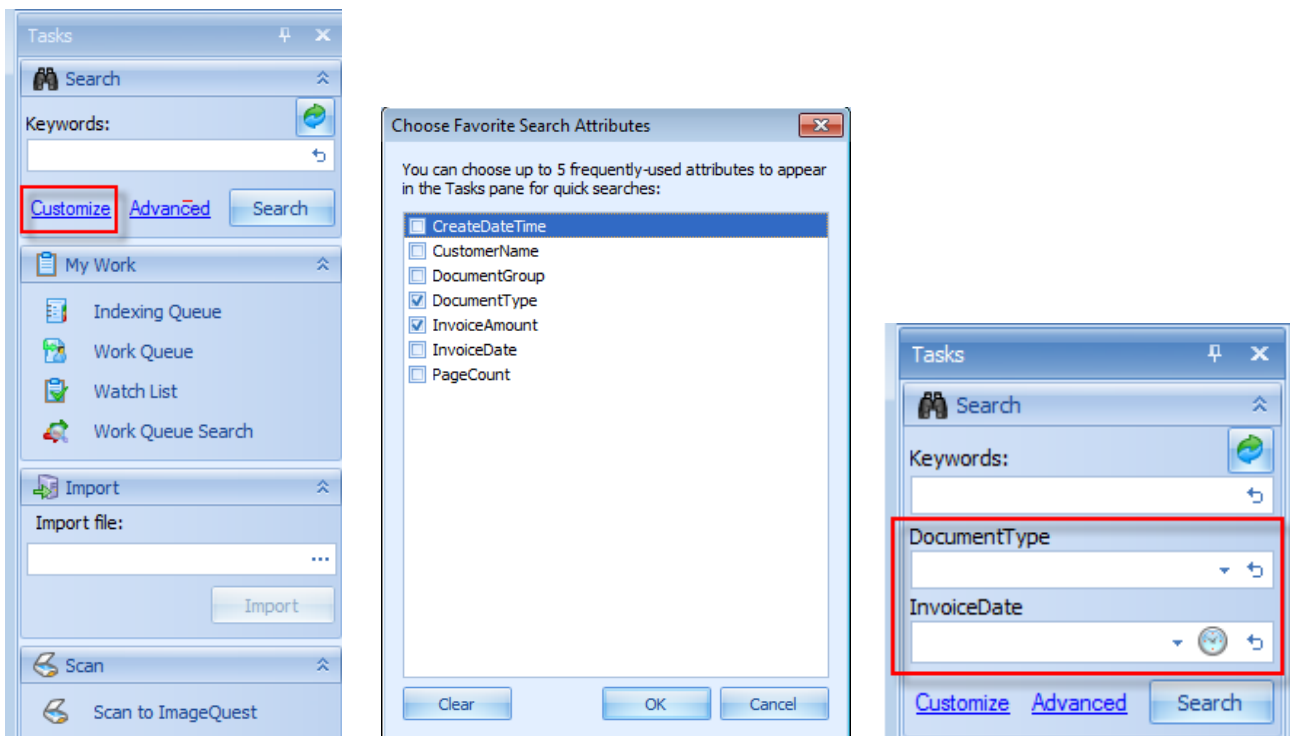 Tasks
Search
Keywords:
Customize Advanced Search
My Work
Indexing Queue
Work Queue
Watch List
Work Queue Search
Import
Import file:
...
Import
Scan
Scan to ImageQuest
Choose Favorite Search Attributes
You can choose up to 5 frequently-used attributes to appear
in the Tasks pane for quick searches:
CreateDateTime
CustomerName
DocumentGroup
DocumentType
InvoiceAmount
InvoiceDate
PageCount
Clear OK Cancel
Tasks
Search
Keywords:
DocumentType
InvoiceDate
Customize Advanced Search